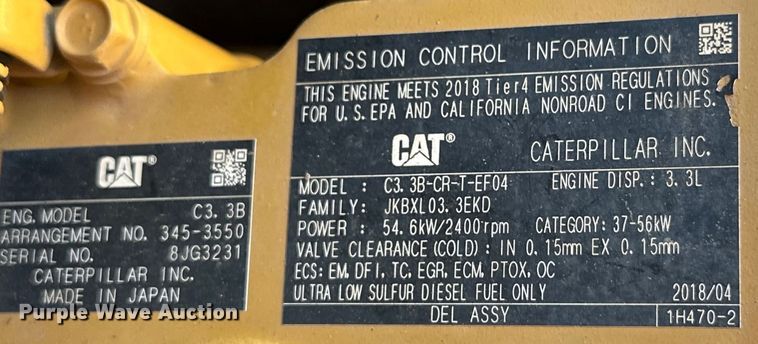 CAT®
ENG. MODEL C3. 3B
ARRANGEMENT NO. 345-3550
SERIAL NO. 8JG3231
CATERPILLAR INC.
MADE IN JAPAN
EMISSION CONTROL INFORMATION
THIS ENGINE MEETS 2018 Tier4 EMISSION REGULATIONS
FOR U.S.EPA AND CALIFORNIA NONROAD CI ENGINES.
CAT® CATERPILLAR INC.
MODEL : C3. 3B-CR-T-EF04 ENGINE DISP. : 3. 3L
FAMILY: JKBXL03. 3EKD
POWER : 54. 6kW/2400rpm CATEGORY: 37-56kW
VALVE CLEARANCE (COLD) : IN 0. 15mm EX 0. 15mm
ECS: EM, DFI, TC, EGR, ECM, PTOX, OC
ULTRA LOW SULFUR DIESEL FUEL ONLY 2018/04
DEL ASSY 1H470-2
Purple Wave Auction